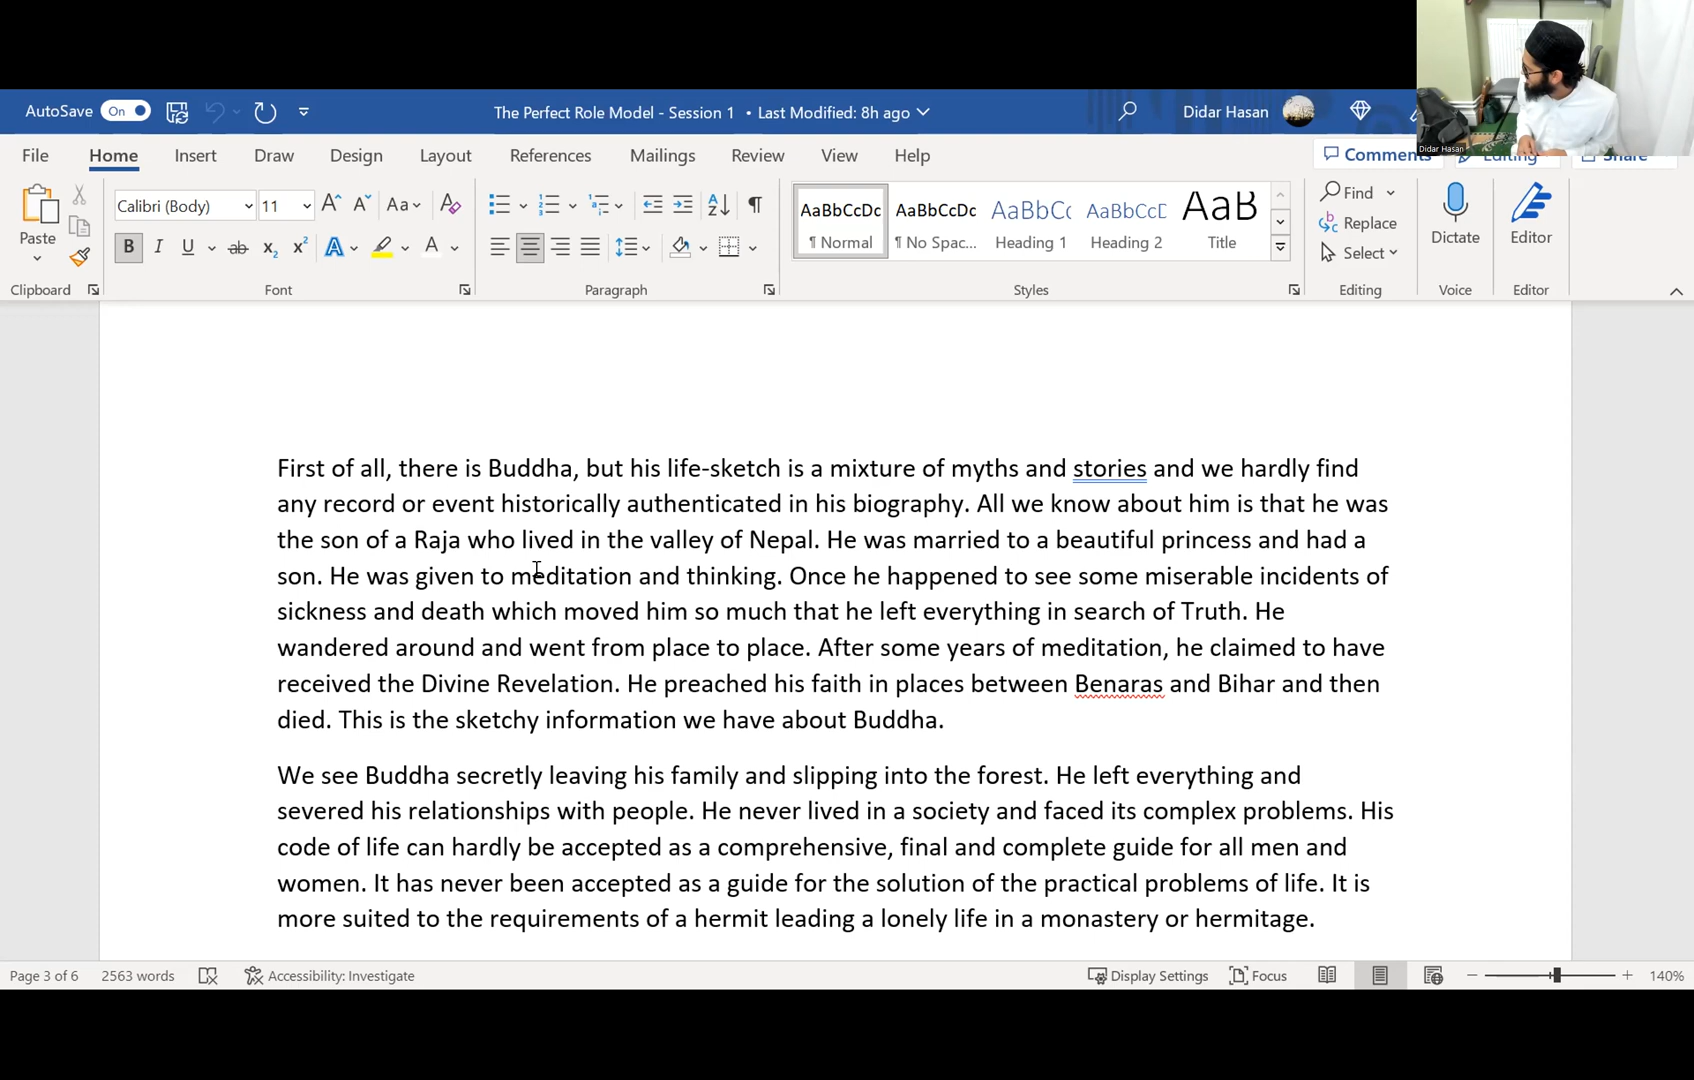 AutoSave On
The Perfect Role Model - Session 1 • Last Modified: 8h ago
Didar Hasan
Didar Hasan
File Home Insert Draw Design Layout References Mailings Review View Help
Comments Editing Share
Paste
Calibri (Body) 11 Aa
B I U ab x₂ x² A A
AaBbCcDc AaBbCcDc AaBbCc AaBbCcD AaB
¶ Normal ¶ No Spac... Heading 1 Heading 2 Title
Find
Replace
Select
Dictate Editor
Clipboard Font Paragraph Styles Editing Voice Editor
First of all, there is Buddha, but his life-sketch is a mixture of myths and stories and we hardly find
any record or event historically authenticated in his biography. All we know about him is that he was
the son of a Raja who lived in the valley of Nepal. He was married to a beautiful princess and had a
son. He was given to meditation and thinking. Once he happened to see some miserable incidents of
sickness and death which moved him so much that he left everything in search of Truth. He
wandered around and went from place to place. After some years of meditation, he claimed to have
received the Divine Revelation. He preached his faith in places between Benaras and Bihar and then
died. This is the sketchy information we have about Buddha.
We see Buddha secretly leaving his family and slipping into the forest. He left everything and
severed his relationships with people. He never lived in a society and faced its complex problems. His
code of life can hardly be accepted as a comprehensive, final and complete guide for all men and
women. It has never been accepted as a guide for the solution of the practical problems of life. It is
more suited to the requirements of a hermit leading a lonely life in a monastery or hermitage.
Page 3 of 6 2563 words Accessibility: Investigate Display Settings Focus 140%